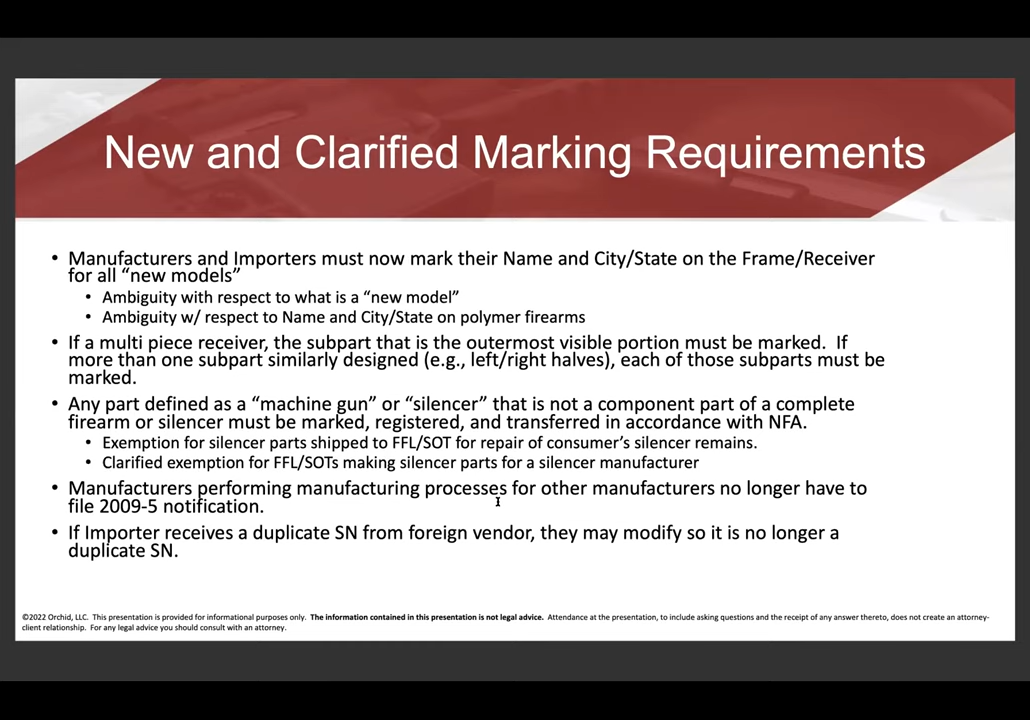 New and Clarified Marking Requirements
• Manufacturers and Importers must now mark their Name and City/State on the Frame/Receiver
for all “new models”
• Ambiguity with respect to what is a “new model”
• Ambiguity w/ respect to Name and City/State on polymer firearms
• If a multi piece receiver, the subpart that is the outermost visible portion must be marked. If
more than one subpart similarly designed (e.g., left/right halves), each of those subparts must be
marked.
• Any part defined as a “machine gun” or “silencer” that is not a component part of a complete
firearm or silencer must be marked, registered, and transferred in accordance with NFA.
• Exemption for silencer parts shipped to FFL/SOT for repair of consumer’s silencer remains.
• Clarified exemption for FFL/SOTs making silencer parts for a silencer manufacturer
• Manufacturers performing manufacturing processes for other manufacturers no longer have to
file 2009-5 notification.
• If Importer receives a duplicate SN from foreign vendor, they may modify so it is no longer a
duplicate SN.
©2022 Orchid, LLC. This presentation is provided for informational purposes only. The information contained in this presentation is not legal advice. Attendance at the presentation, to include asking questions and the receipt of any answer thereto, does not create an attorney-
client relationship. For any legal advice you should consult with an attorney.